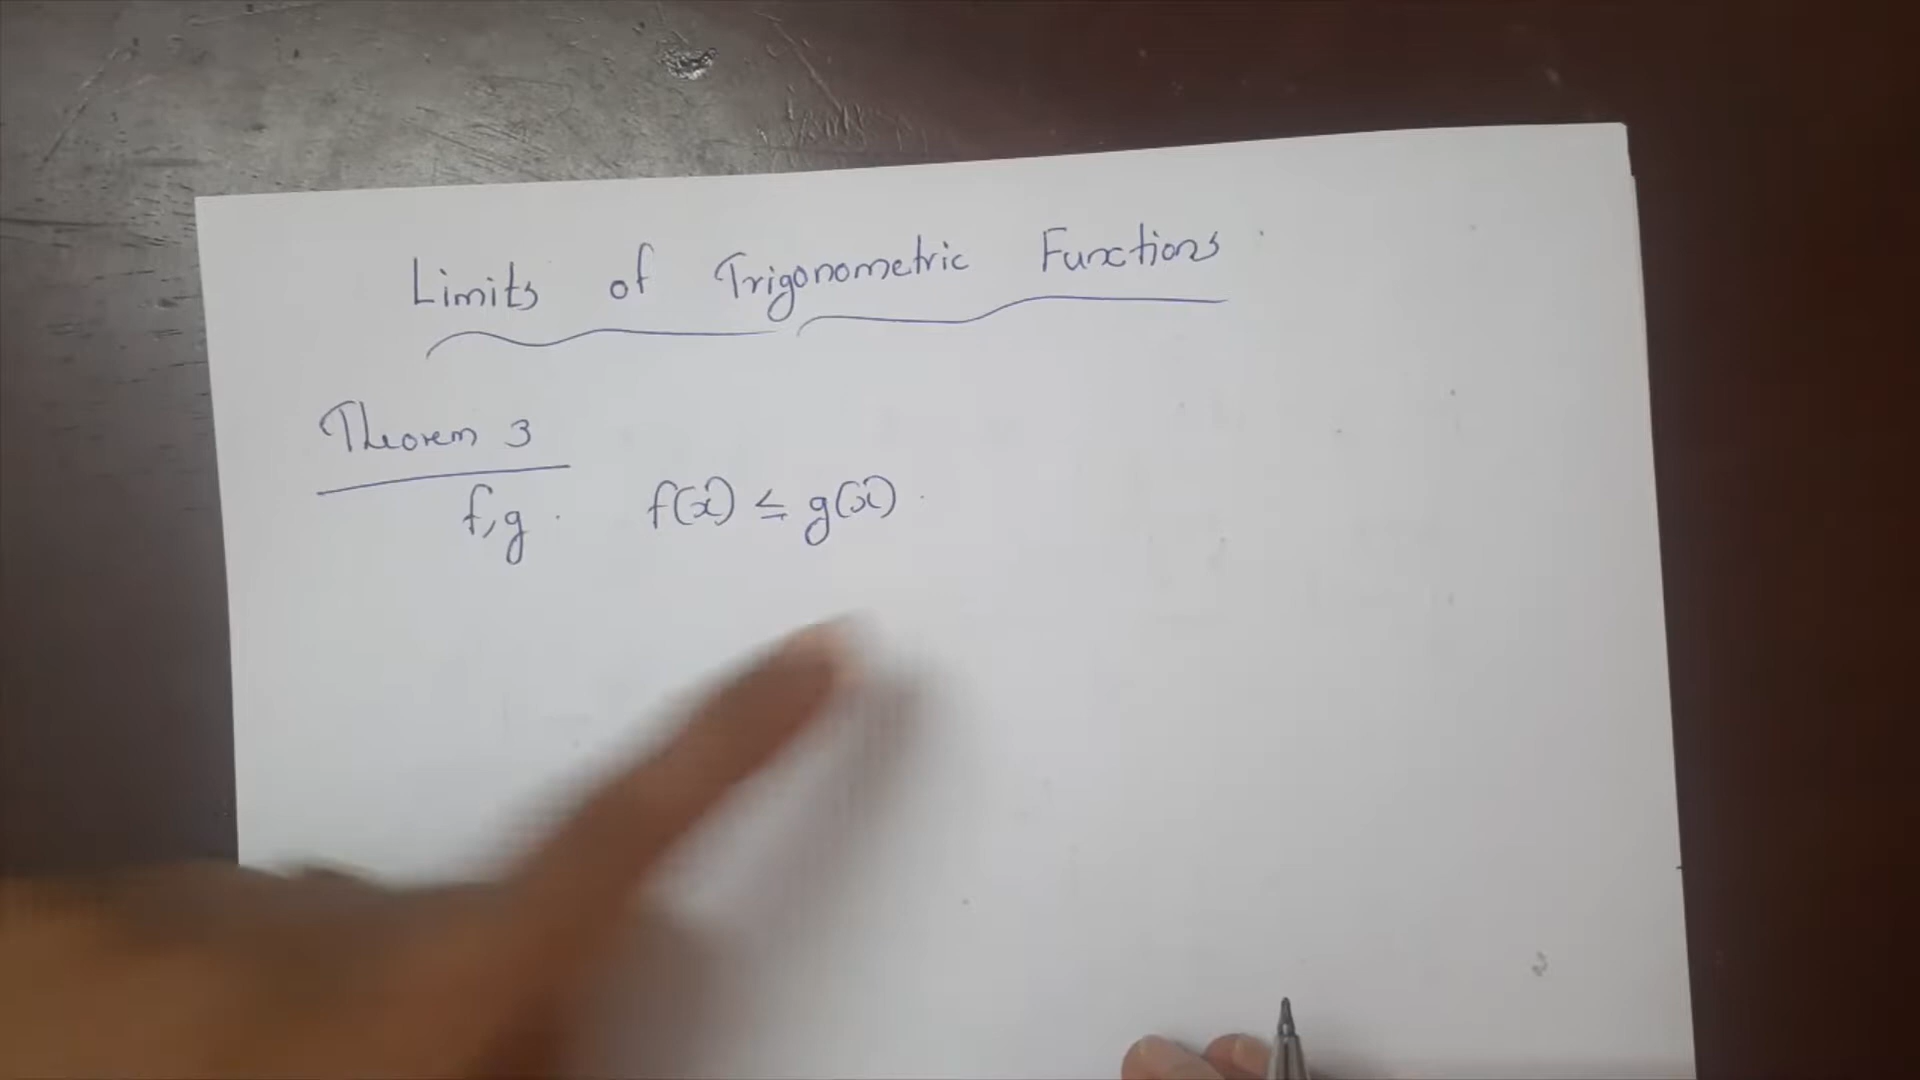 Limits of Trigonometric Functions
Theorem 3
f, g. f(x) ≤ g(x).